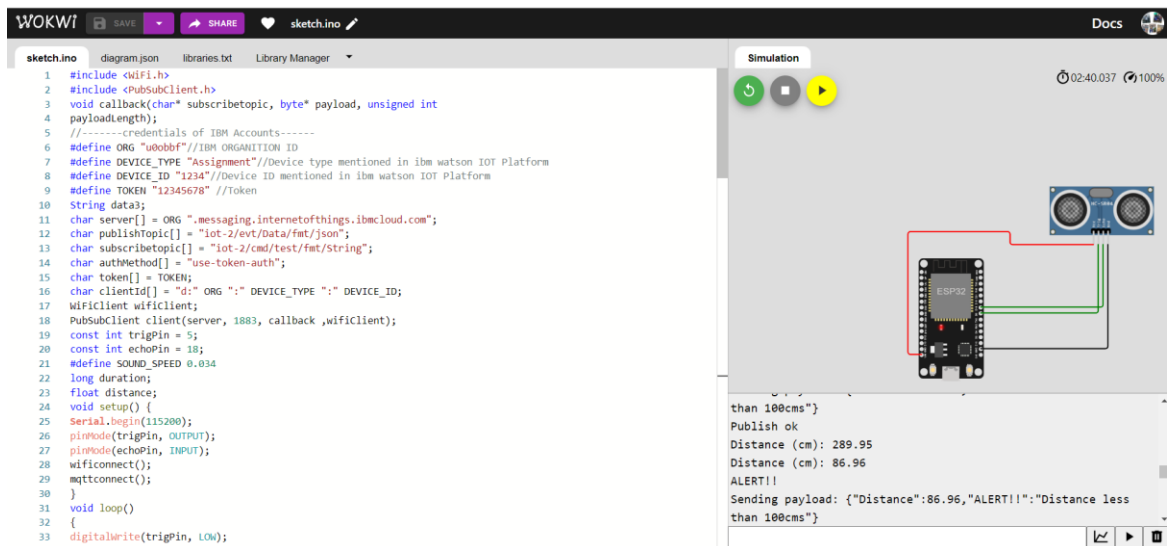 WOKWI SAVE SHARE sketch.ino Docs
sketch.ino diagram.json libraries.txt Library Manager
1 #include <WiFi.h>
2 #include <PubSubClient.h>
3 void callback(char* subscribetopic, byte* payload, unsigned int
4 payloadLength);
5 //-------credentials of IBM Accounts------
6 #define ORG "u0obbf"//IBM ORGANITION ID
7 #define DEVICE_TYPE "Assignment"//Device type mentioned in ibm watson IOT Platform
8 #define DEVICE_ID "1234"//Device ID mentioned in ibm watson IOT Platform
9 #define TOKEN "12345678" //Token
10 String data3;
11 char server[] = ORG ".messaging.internetofthings.ibmcloud.com";
12 char publishTopic[] = "iot-2/evt/Data/fmt/json";
13 char subscribetopic[] = "iot-2/cmd/test/fmt/String";
14 char authMethod[] = "use-token-auth";
15 char token[] = TOKEN;
16 char clientId[] = "d:" ORG ":" DEVICE_TYPE ":" DEVICE_ID;
17 WiFiClient wifiClient;
18 PubSubClient client(server, 1883, callback ,wifiClient);
19 const int trigPin = 5;
20 const int echoPin = 18;
21 #define SOUND_SPEED 0.034
22 long duration;
23 float distance;
24 void setup() {
25 Serial.begin(115200);
26 pinMode(trigPin, OUTPUT);
27 pinMode(echoPin, INPUT);
28 wificonnect();
29 mqttconnect();
30 }
31 void loop()
32 {
33 digitalWrite(trigPin, LOW);
Simulation
02:40.037 100%
HC-SR04
ESP32
than 100cms"}
Publish ok
Distance (cm): 289.95
Distance (cm): 86.96
ALERT!!
Sending payload: {"Distance":86.96,"ALERT!!":"Distance less
than 100cms"}